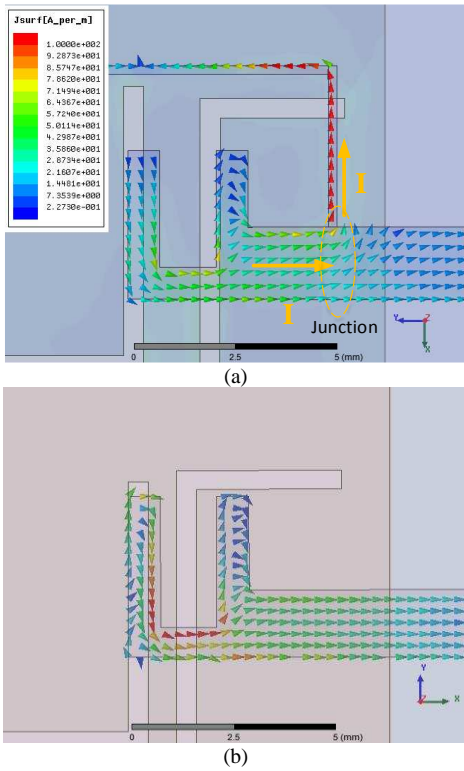 Jsurf[A_per_m]
1.0000e+002
9.2873e+001
8.5747e+001
7.8620e+001
7.1494e+001
6.4367e+001
5.7240e+001
5.0114e+001
4.2987e+001
3.5860e+001
2.8734e+001
2.1607e+001
1.4481e+001
7.3539e+000
2.2730e-001
I
I
Junction
Y
Z
X
0
2.5
5 (mm)
(a)
Y
X
0
2.5
5 (mm)
(b)